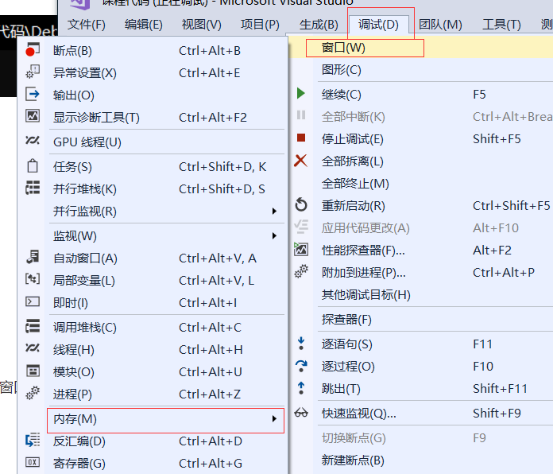 课程代码 (正在调试) - Microsoft Visual Studio
文件(F) 编辑(E) 视图(V) 项目(P) 生成(B) 调试(D) 团队(M) 工具(T)
代码\Deb
断点(B) Ctrl+Alt+B
异常设置(X) Ctrl+Alt+E
输出(O)
显示诊断工具(T) Ctrl+Alt+F2
GPU 线程(U)
任务(S) Ctrl+Shift+D, K
并行堆栈(K) Ctrl+Shift+D, S
并行监视(R)
监视(W)
自动窗口(A) Ctrl+Alt+V, A
局部变量(L) Ctrl+Alt+V, L
即时(I) Ctrl+Alt+I
调用堆栈(C) Ctrl+Alt+C
线程(H) Ctrl+Alt+H
模块(O) Ctrl+Alt+U
进程(P) Ctrl+Alt+Z
内存(M)
反汇编(D) Ctrl+Alt+D
寄存器(G) Ctrl+Alt+G
窗口(W)
图形(C)
继续(C) F5
全部中断(K) Ctrl+Alt+Brea
停止调试(E) Shift+F5
全部拆离(L)
全部终止(M)
重新启动(R) Ctrl+Shift+F5
应用代码更改(A) Alt+F10
性能探查器(F)... Alt+F2
附加到进程(P)... Ctrl+Alt+P
其他调试目标(H)
探查器(F)
逐语句(S) F11
逐过程(O) F10
跳出(T) Shift+F11
快速监视(Q)... Shift+F9
切换断点(G) F9
新建断点(B)